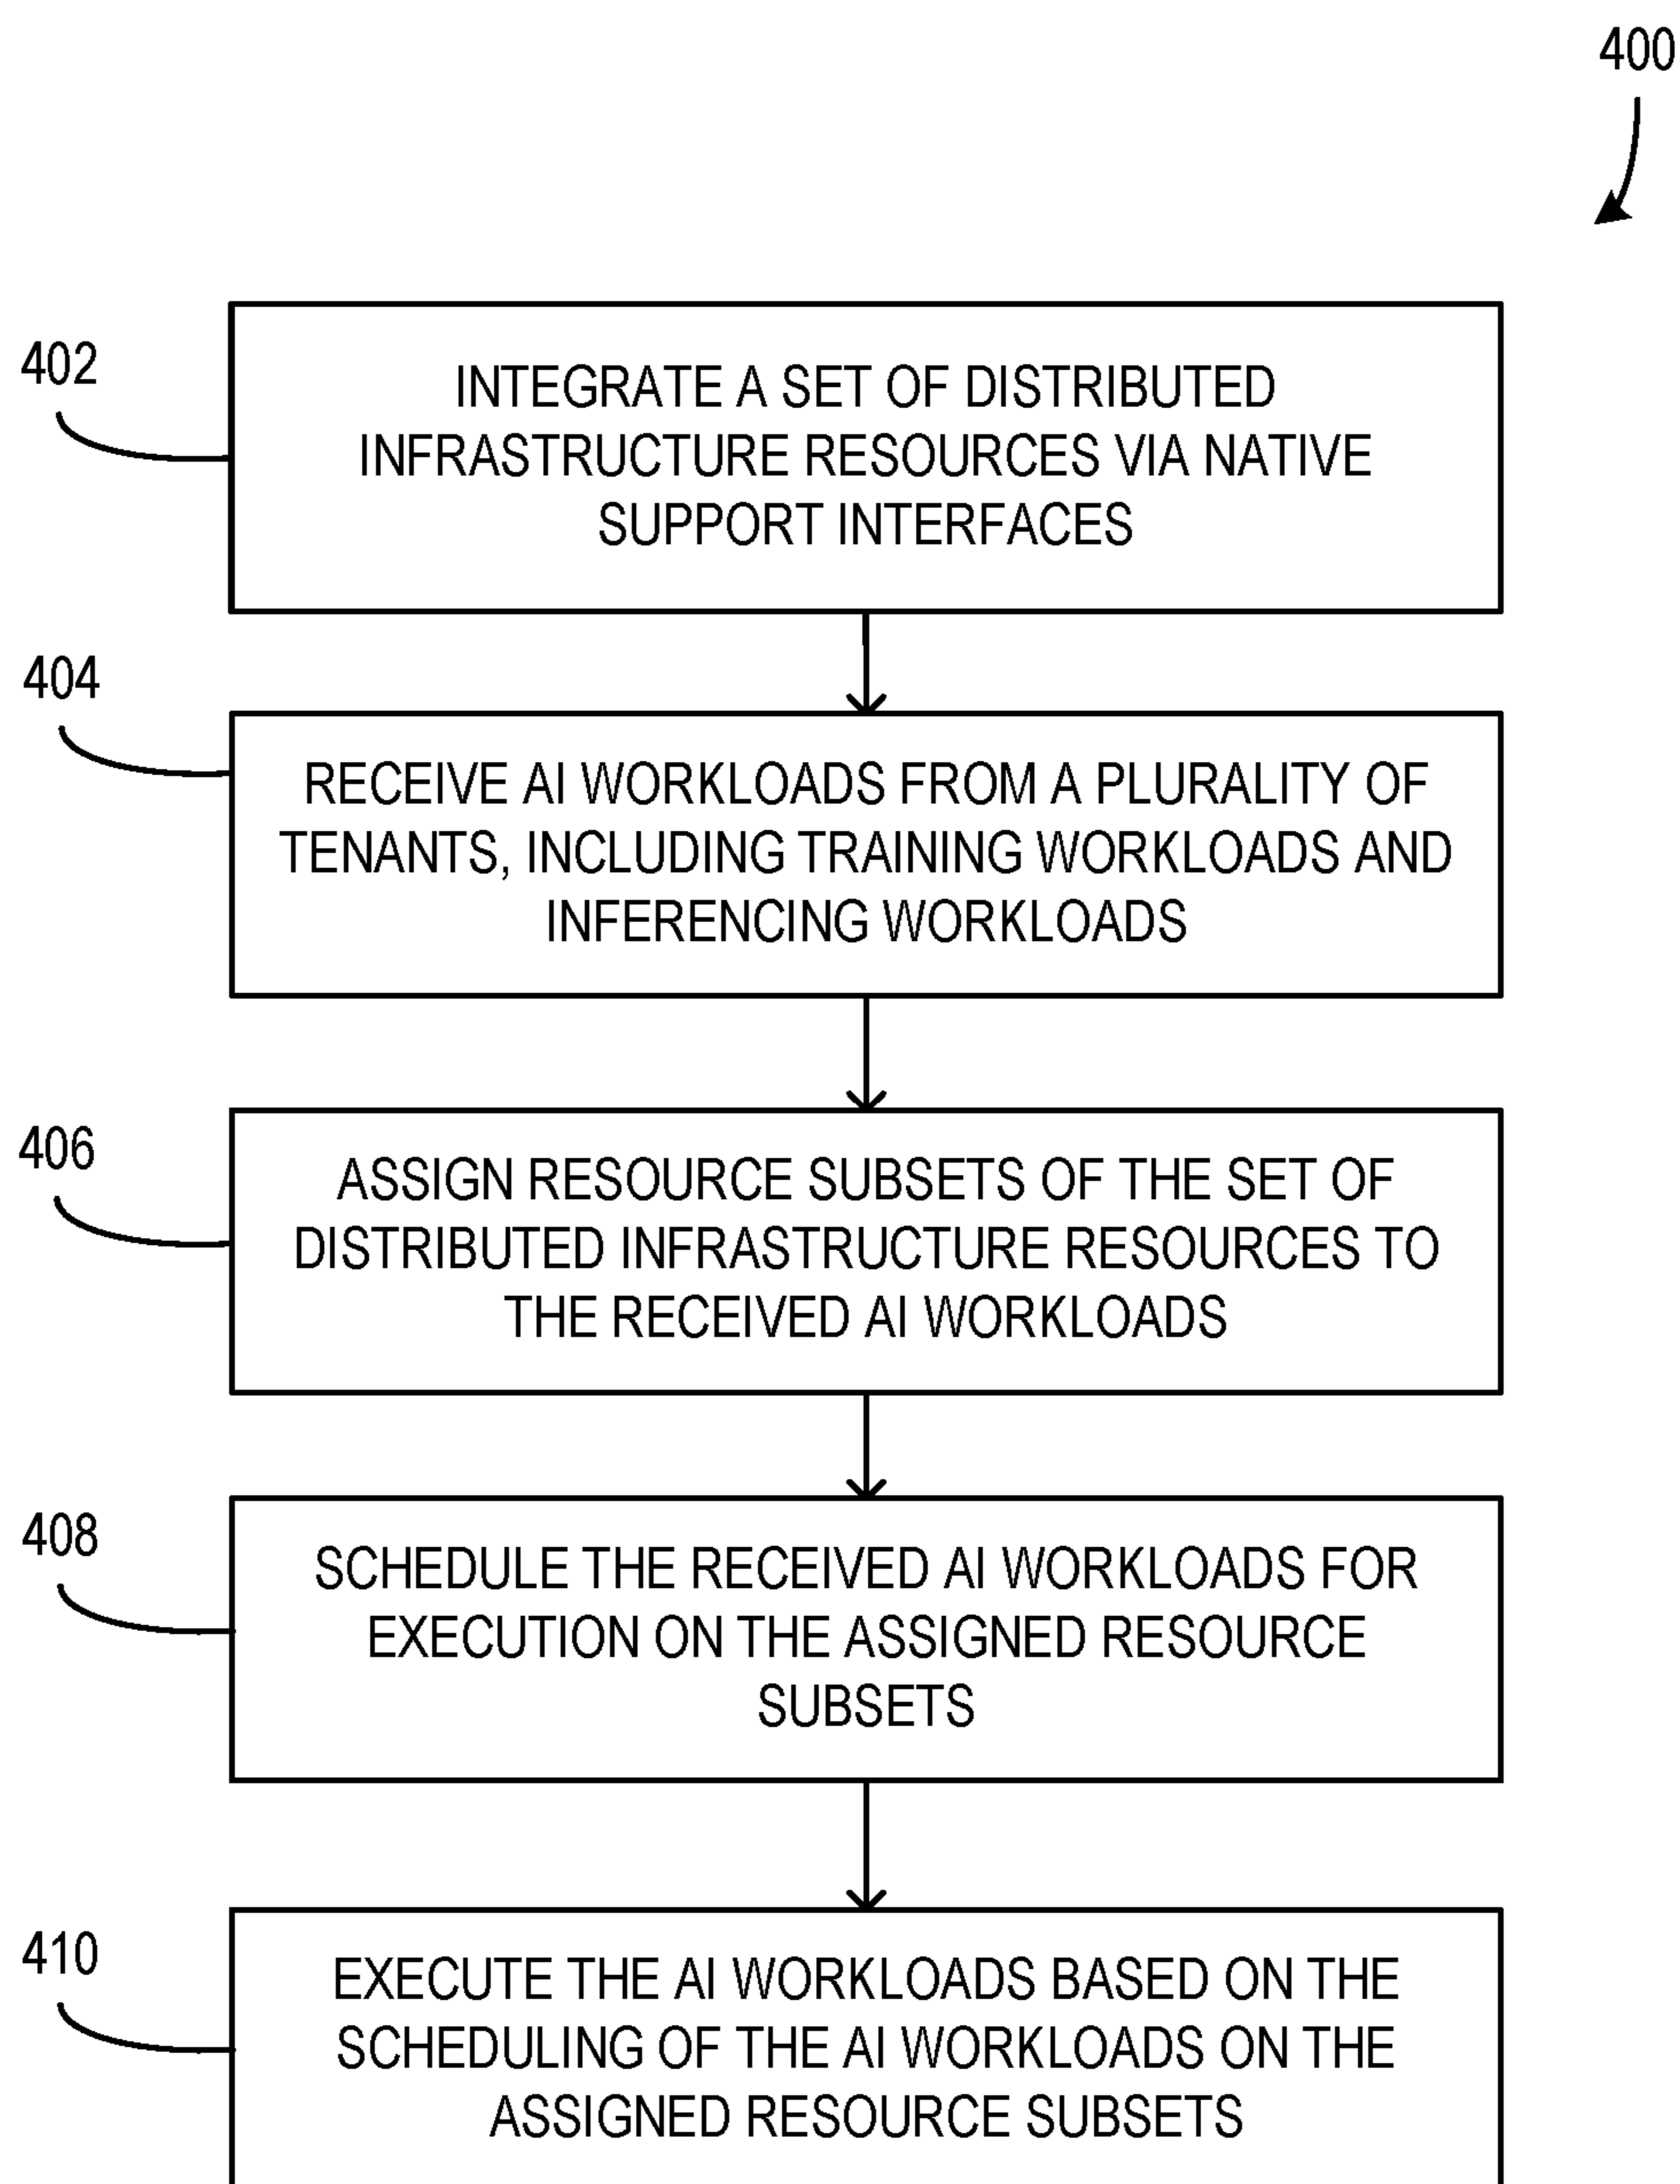 400
402
INTEGRATE A SET OF DISTRIBUTED
INFRASTRUCTURE RESOURCES VIA NATIVE
SUPPORT INTERFACES
404
RECEIVE AI WORKLOADS FROM A PLURALITY OF
TENANTS, INCLUDING TRAINING WORKLOADS AND
INFERENCING WORKLOADS
406
ASSIGN RESOURCE SUBSETS OF THE SET OF
DISTRIBUTED INFRASTRUCTURE RESOURCES TO
THE RECEIVED AI WORKLOADS
408
SCHEDULE THE RECEIVED AI WORKLOADS FOR
EXECUTION ON THE ASSIGNED RESOURCE
SUBSETS
410
EXECUTE THE AI WORKLOADS BASED ON THE
SCHEDULING OF THE AI WORKLOADS ON THE
ASSIGNED RESOURCE SUBSETS